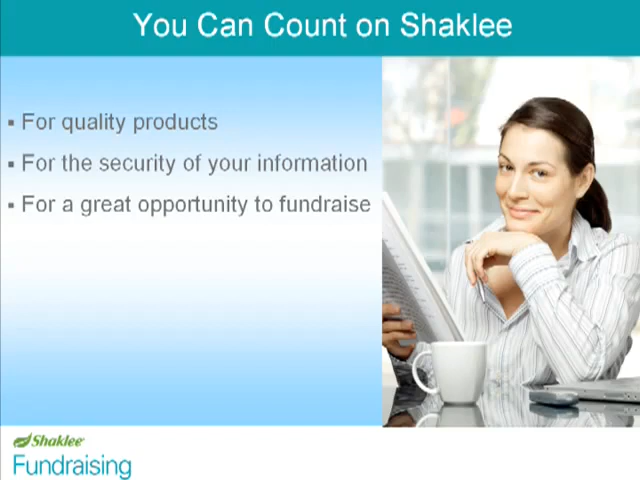 You Can Count on Shaklee
▪ For quality products
▪ For the security of your information
▪ For a great opportunity to fundraise
Shaklee
Fundraising